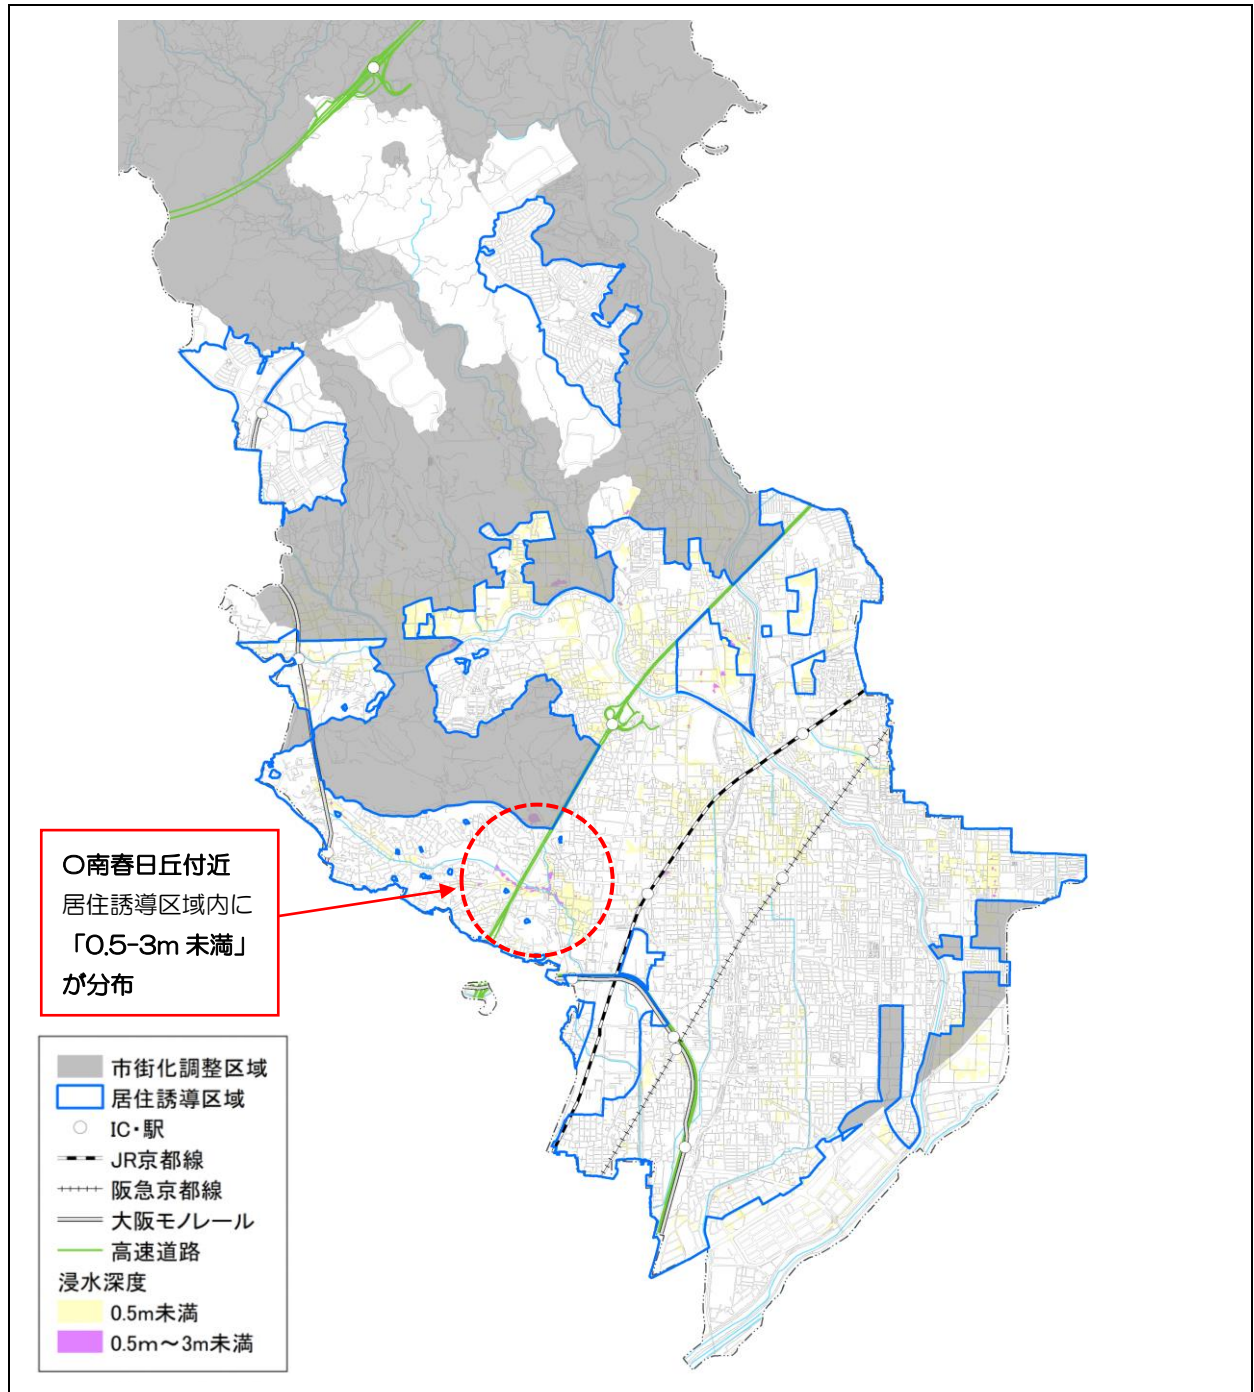 〇南春日丘付近
居住誘導区域内に
「0.5-3m 未満」
が分布
市街化調整区域
居住誘導区域
IC・駅
JR京都線
阪急京都線
大阪モノレール
高速道路
浸水深度
0.5m未満
0.5m～3m未満